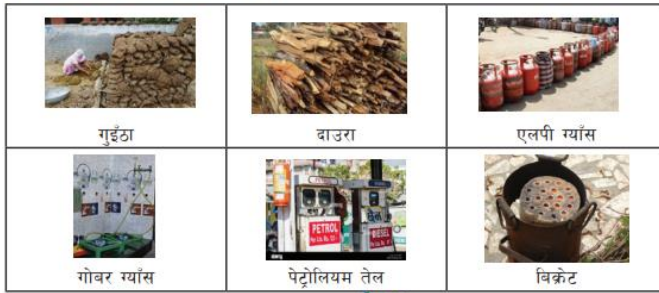 गुइँठा
दाउरा
एलपी ग्याँस
PETROL
DIESEL
गोबर ग्याँस
पेट्रोलियम तेल
बिक्रेट